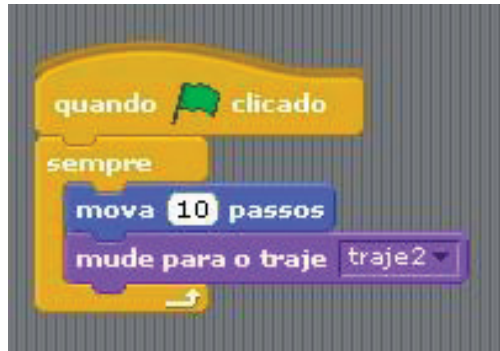 quando clicado
sempre
mova 10 passos
mude para o traje traje2